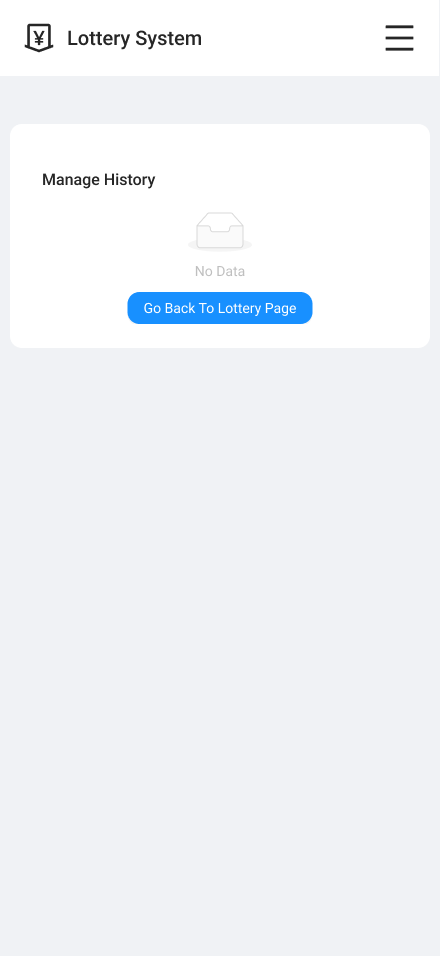 Lottery System
Manage History
No Data
Go Back To Lottery Page